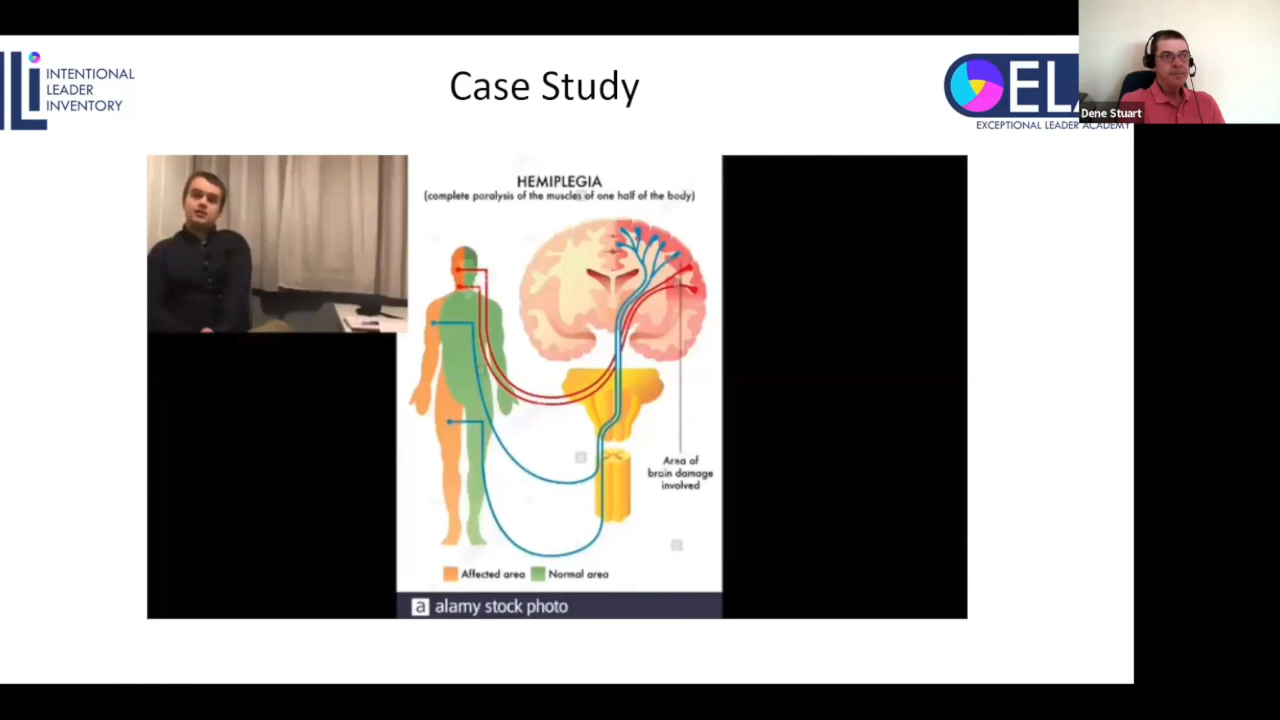 INTENTIONAL
LEADER
INVENTORY
Case Study
EXCEPTIONAL LEADER ACADEMY
Dene Stuart
HEMIPLEGIA
(complete paralysis of the muscles of one half of the body)
Area of
brain damage
involved
Affected area
Normal area
a alamy stock photo